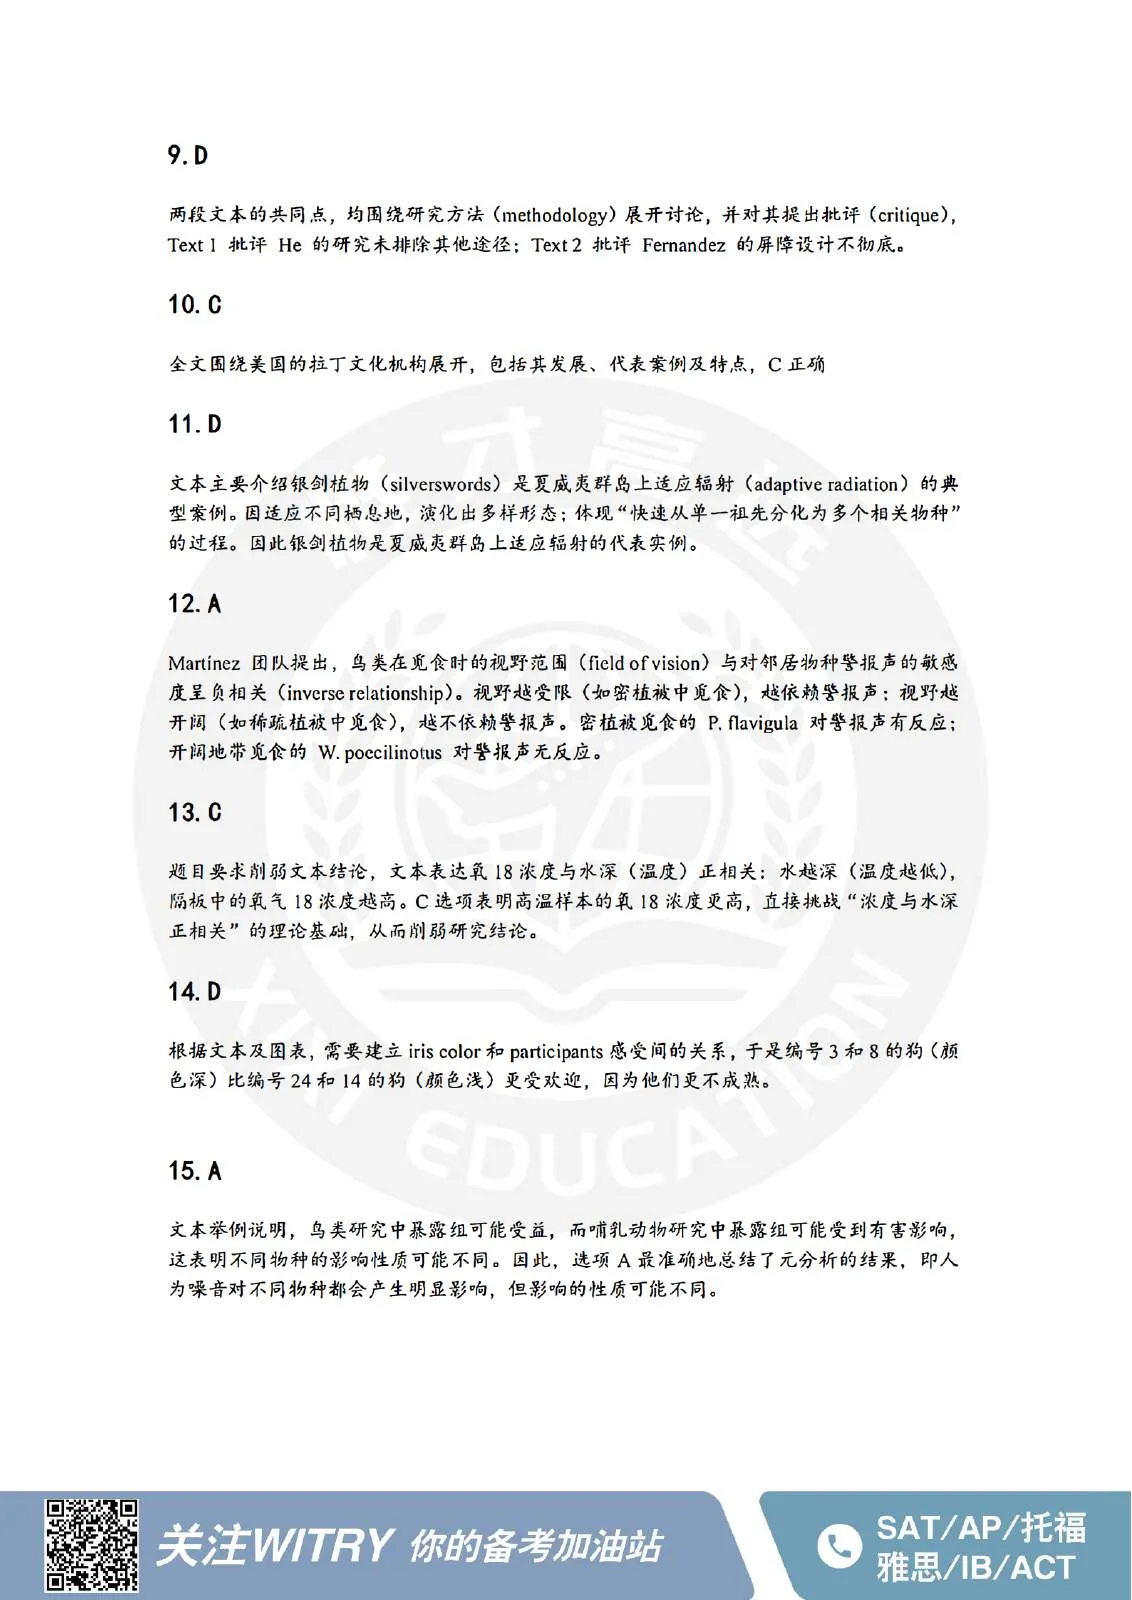 9. D
两段文本的共同点，均围绕研究方法（methodology）展开讨论，并对其提出批评（critique），
Text 1 批评 He 的研究未排除其他途径；Text 2 批评 Fernandez 的屏障设计不彻底。
10. C
全文围绕美国的拉丁文化机构展开，包括其发展、代表案例及特点，C 正确
11. D
文本主要介绍银剑植物（silverswords）是夏威夷群岛上适应辐射（adaptive radiation）的典
型案例。因适应不同栖息地，演化出多样形态；体现“快速从单一祖先分化为多个相关物种”
的过程。因此银剑植物是夏威夷群岛上适应辐射的代表实例。
12. A
Martínez 团队提出，鸟类在觅食时的视野范围（field of vision）与对邻居物种警报声的敏感
度呈负相关（inverse relationship）。视野越受限（如密植被中觅食），越依赖警报声；视野越
开阔（如稀疏植被中觅食），越不依赖警报声。密植被觅食的 P. flavigula 对警报声有反应；
开阔地带觅食的 W. poecilinotus 对警报声无反应。
13. C
题目要求削弱文本结论，文本表达氧 18 浓度与水深（温度）正相关：水越深（温度越低），
隔板中的氧气 18 浓度越高。C 选项表明高温样本的氧 18 浓度更高，直接挑战“浓度与水深
正相关”的理论基础，从而削弱研究结论。
14. D
根据文本及图表，需要建立 iris color 和 participants 感受间的关系，于是编号 3 和 8 的狗（颜
色深）比编号 24 和 14 的狗（颜色浅）更受欢迎，因为他们更不成熟。
15. A
文本举例说明，鸟类研究中暴露组可能受益，而哺乳动物研究中暴露组可能受到有害影响，
这表明不同物种的影响性质可能不同。因此，选项 A 最准确地总结了元分析的结果，即人
为噪音对不同物种都会产生明显影响，但影响的性质可能不同。
XIXI EDUCATION
关注WITRY 你的备考加油站
SAT/AP/托福
雅思/IB/ACT